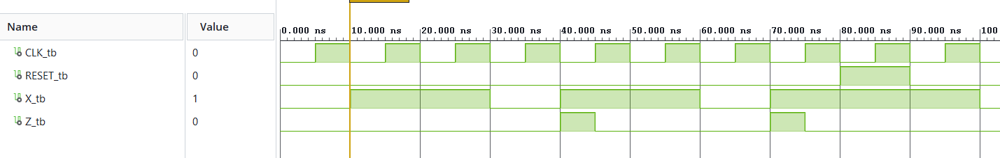 Name Value 0.000 ns 10.000 ns 20.000 ns 30.000 ns 40.000 ns 50.000 ns 60.000 ns 70.000 ns 80.000 ns 90.000 ns 100
CLK_tb 0
RESET_tb 0
X_tb 1
Z_tb 0